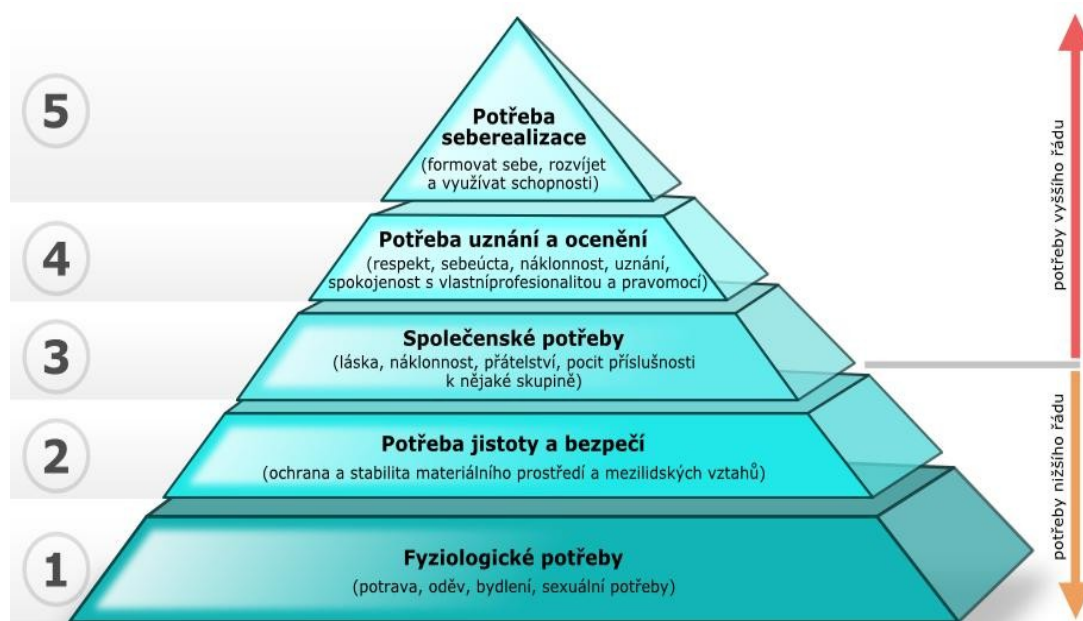 5
Potřeba
seberealizace
(formovat sebe, rozvíjet
a využívat schopnosti)
4
Potřeba uznání a ocenění
(respekt, sebeúcta, náklonnost, uznání,
spokojenost s vlastníprofesionalitou a pravomocí)
3
Společenské potřeby
(láska, náklonnost, přátelství, pocit příslušnosti
k nějaké skupině)
2
Potřeba jistoty a bezpečí
(ochrana a stabilita materiálního prostředí a mezilidských vztahů)
1
Fyziologické potřeby
(potrava, oděv, bydlení, sexuální potřeby)
potřeby vyššího řádu
potřeby nižšího řádu